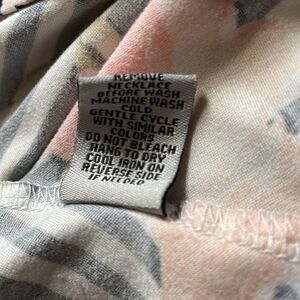 REMOVE
NECKLACE
BEFORE WASH
MACHINE WASH
COLD
GENTLE CYCLE
WITH SIMILAR
COLORS
DO NOT BLEACH
HANG TO DRY
COOL IRON ON
REVERSE SIDE
IF NEEDED